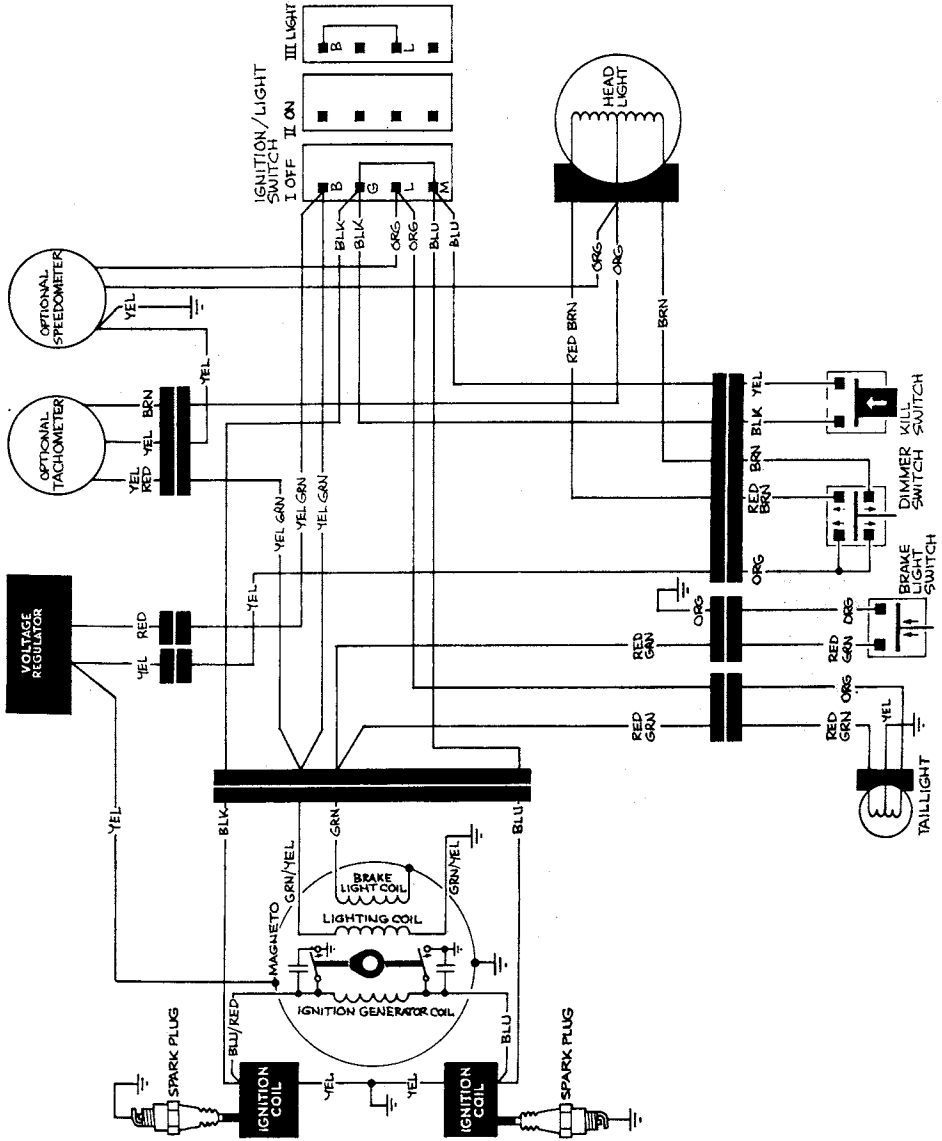 III LIGHT
B
L
II ON
IGNITION/LIGHT
SWITCH
I OFF
B
G
L
M
BLK
BLK
ORG
ORG
BLU
BLU
HEAD
LIGHT
OPTIONAL
SPEEDOMETER
YEL
YEL
OPTIONAL
TACHOMETER
BRN
YEL
YEL
RED
ORG
ORG
RED BRN
BRN
YEL GRN
YEL GRN
YEL GRN
YEL
BLK
BRN
RED
BRN
ORG
KILL
SWITCH
DIMMER
SWITCH
BRAKE
LIGHT
SWITCH
VOLTAGE
REGULATOR
RED
YEL
YEL
YEL
ORG
RED
GRN
ORG
RED
GRN
RED
GRN
ORG
RED
GRN
YEL
TAILLIGHT
BLK
GRN
BLU
GRN/YEL
GRN/YEL
BRAKE
LIGHT COIL
LIGHTING COIL
MAGNETO
IGNITION GENERATOR COIL
BLU/RED
BLU
SPARK PLUG
IGNITION
COIL
YEL
YEL
IGNITION
COIL
SPARK PLUG